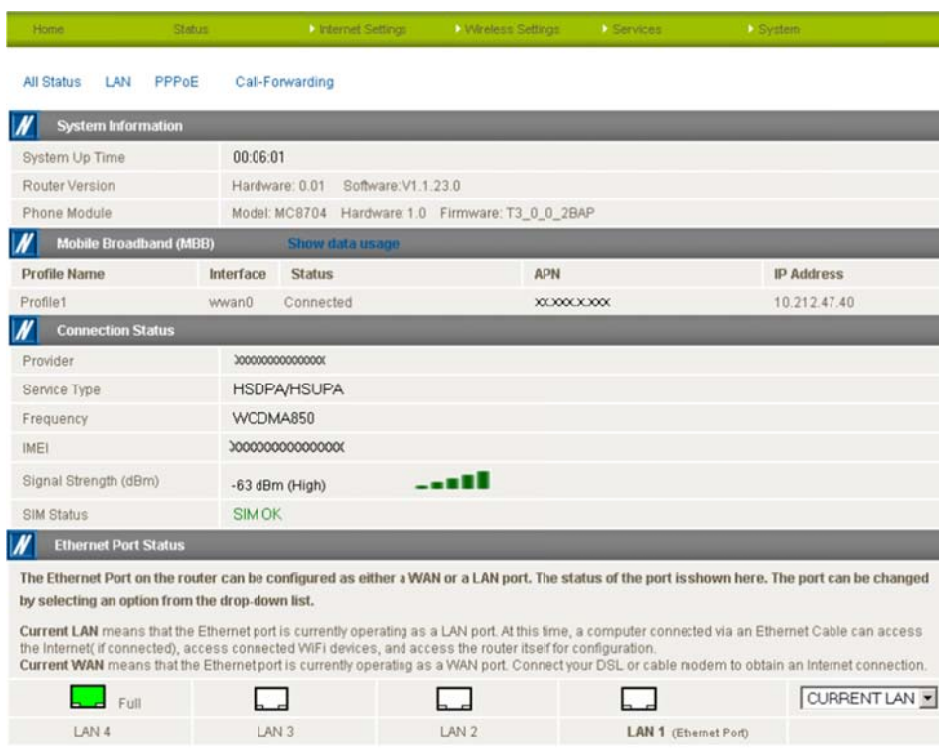 Home Status Internet Settings Wireless Settings Services System
All Status LAN PPPoE Call-Forwarding
System Information
System Up Time 00:06:01
Router Version Hardware: 0.01 Software:V1.1.23.0
Phone Module Model: MC8704 Hardware 1.0 Firmware: T3_0_0_2BAP
Mobile Broadband (MBB) Show data usage
Profile Name Interface Status APN IP Address
Profile1 wwan0 Connected 10.212.47.40
Connection Status
Provider
Service Type HSDPA/HSUPA
Frequency WCDMA850
IMEI
Signal Strength (dBm) -63 dBm (High)
SIM Status SIM OK
Ethernet Port Status
The Ethernet Port on the router can be configured as either a WAN or a LAN port. The status of the port is shown here. The port can be changed
by selecting an option from the drop-down list.
Current LAN means that the Ethernet port is currently operating as a LAN port. At this time, a computer connected via an Ethernet Cable can access
the Internet( if connected), access connected WiFi devices, and access the router itself for configuration.
Current WAN means that the Ethernet port is currently operating as a WAN port. Connect your DSL or cable modem to obtain an Internet connection.
Full CURRENT LAN
LAN 4 LAN 3 LAN 2 LAN 1 (Ethernet Port)